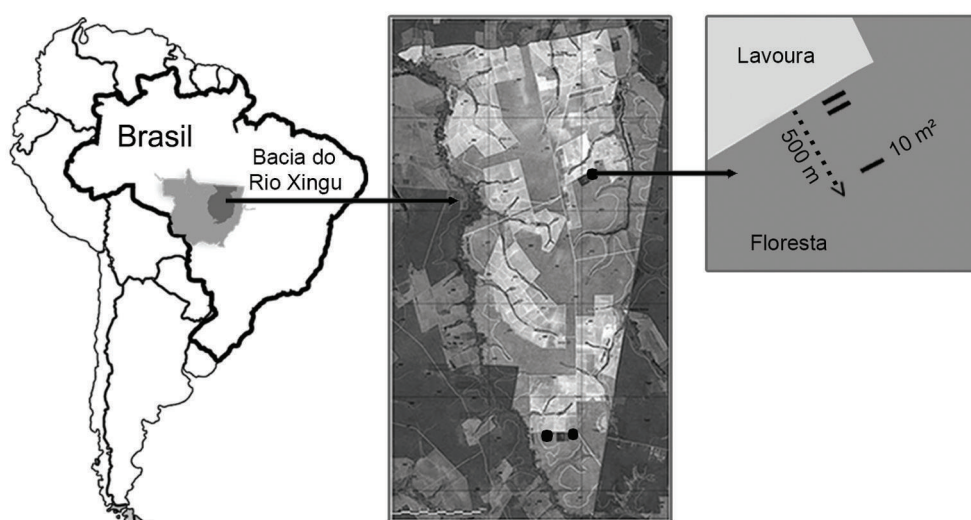 Brasil
Bacia do
Rio Xingu
Lavoura
500 m
10 m²
Floresta